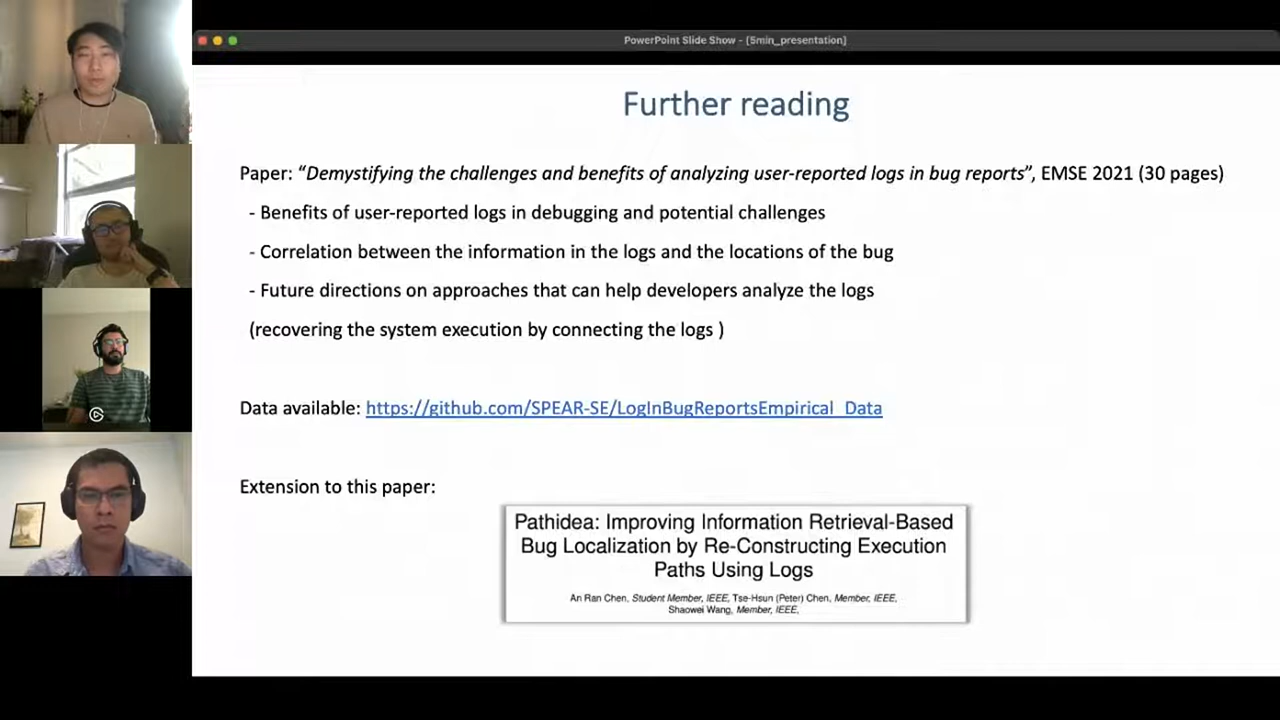 PowerPoint Slide Show - [5min_presentation]
Further reading
Paper: “Demystifying the challenges and benefits of analyzing user-reported logs in bug reports”, EMSE 2021 (30 pages)
- Benefits of user-reported logs in debugging and potential challenges
- Correlation between the information in the logs and the locations of the bug
- Future directions on approaches that can help developers analyze the logs
(recovering the system execution by connecting the logs )
Data available: https://github.com/SPEAR-SE/LogInBugReportsEmpirical_Data
Extension to this paper:
Pathidea: Improving Information Retrieval-Based
Bug Localization by Re-Constructing Execution
Paths Using Logs
An Ran Chen, Student Member, IEEE, Tse-Hsun (Peter) Chen, Member, IEEE,
Shaowei Wang, Member, IEEE,